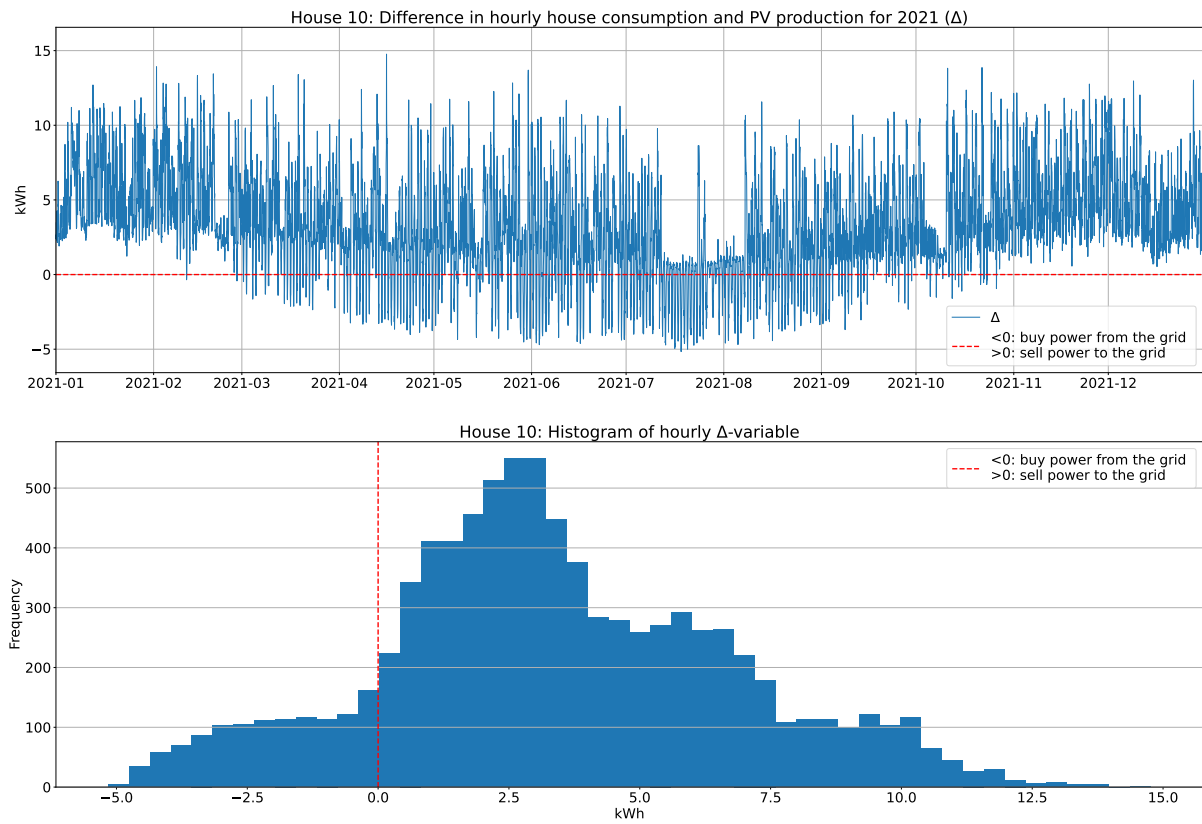 House 10: Difference in hourly house consumption and PV production for 2021 (Δ)
kWh
15
10
5
0
−5
Δ
<0: buy power from the grid
>0: sell power to the grid
2021-01 2021-02 2021-03 2021-04 2021-05 2021-06 2021-07 2021-08 2021-09 2021-10 2021-11 2021-12
House 10: Histogram of hourly Δ-variable
<0: buy power from the grid
>0: sell power to the grid
Frequency
500
400
300
200
100
0
−5.0 −2.5 0.0 2.5 5.0 7.5 10.0 12.5 15.0
kWh